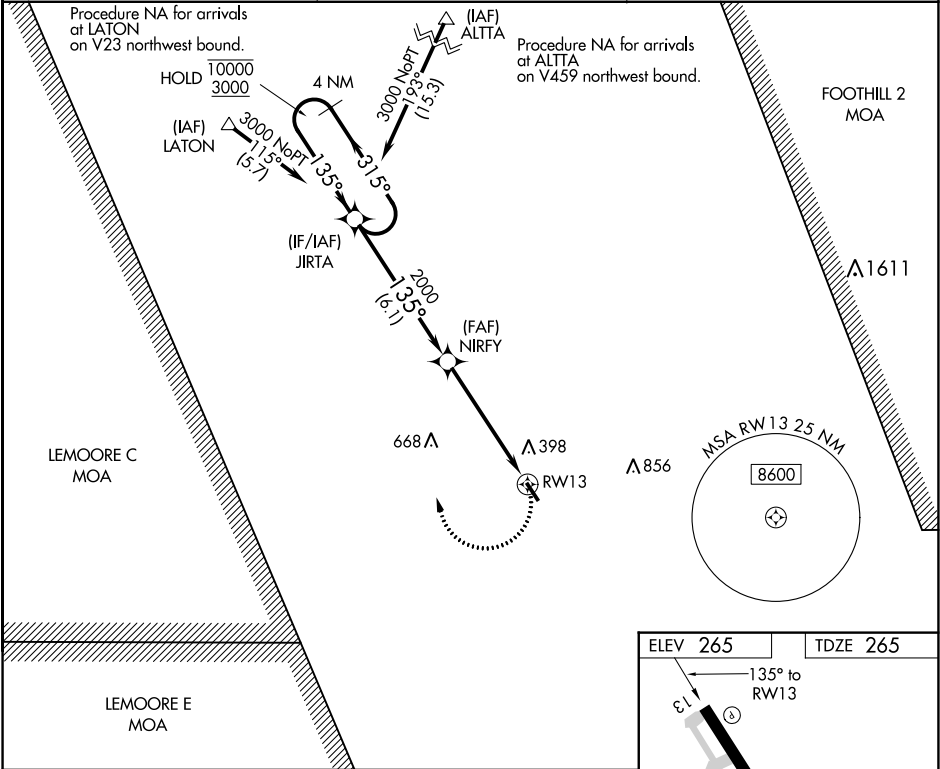 Procedure NA for arrivals
at LATON
on V23 northwest bound.
(IAF)
ALTTA
Procedure NA for arrivals
at ALTTA
on V459 northwest bound.
HOLD 10000
3000
4 NM
3000 NoPT
193°
(15.3)
FOOTHILL 2
MOA
(IAF)
LATON
3000 NoPT
115°
(5.7)
135°
315°
(IF/IAF)
JIRTA
1611
2000
135°
(6.1)
(FAF)
NIRFY
LEMOORE C
MOA
668
398
856
RW13
MSA RW13 25 NM
8600
LEMOORE E
MOA
ELEV 265
TDZE 265
135° to
RW13
13
P